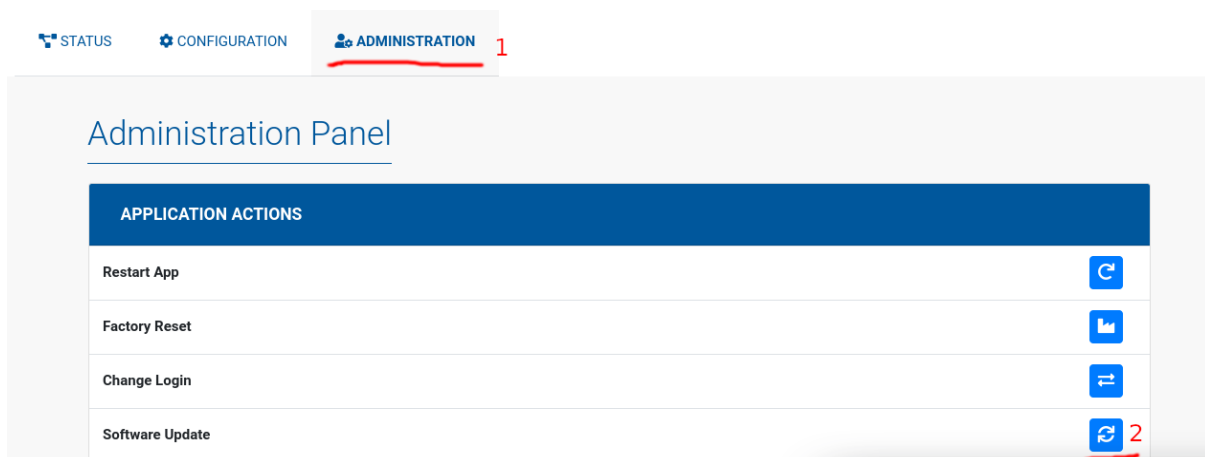 STATUS CONFIGURATION ADMINISTRATION 1
Administration Panel
APPLICATION ACTIONS
Restart App
Factory Reset
Change Login
Software Update 2